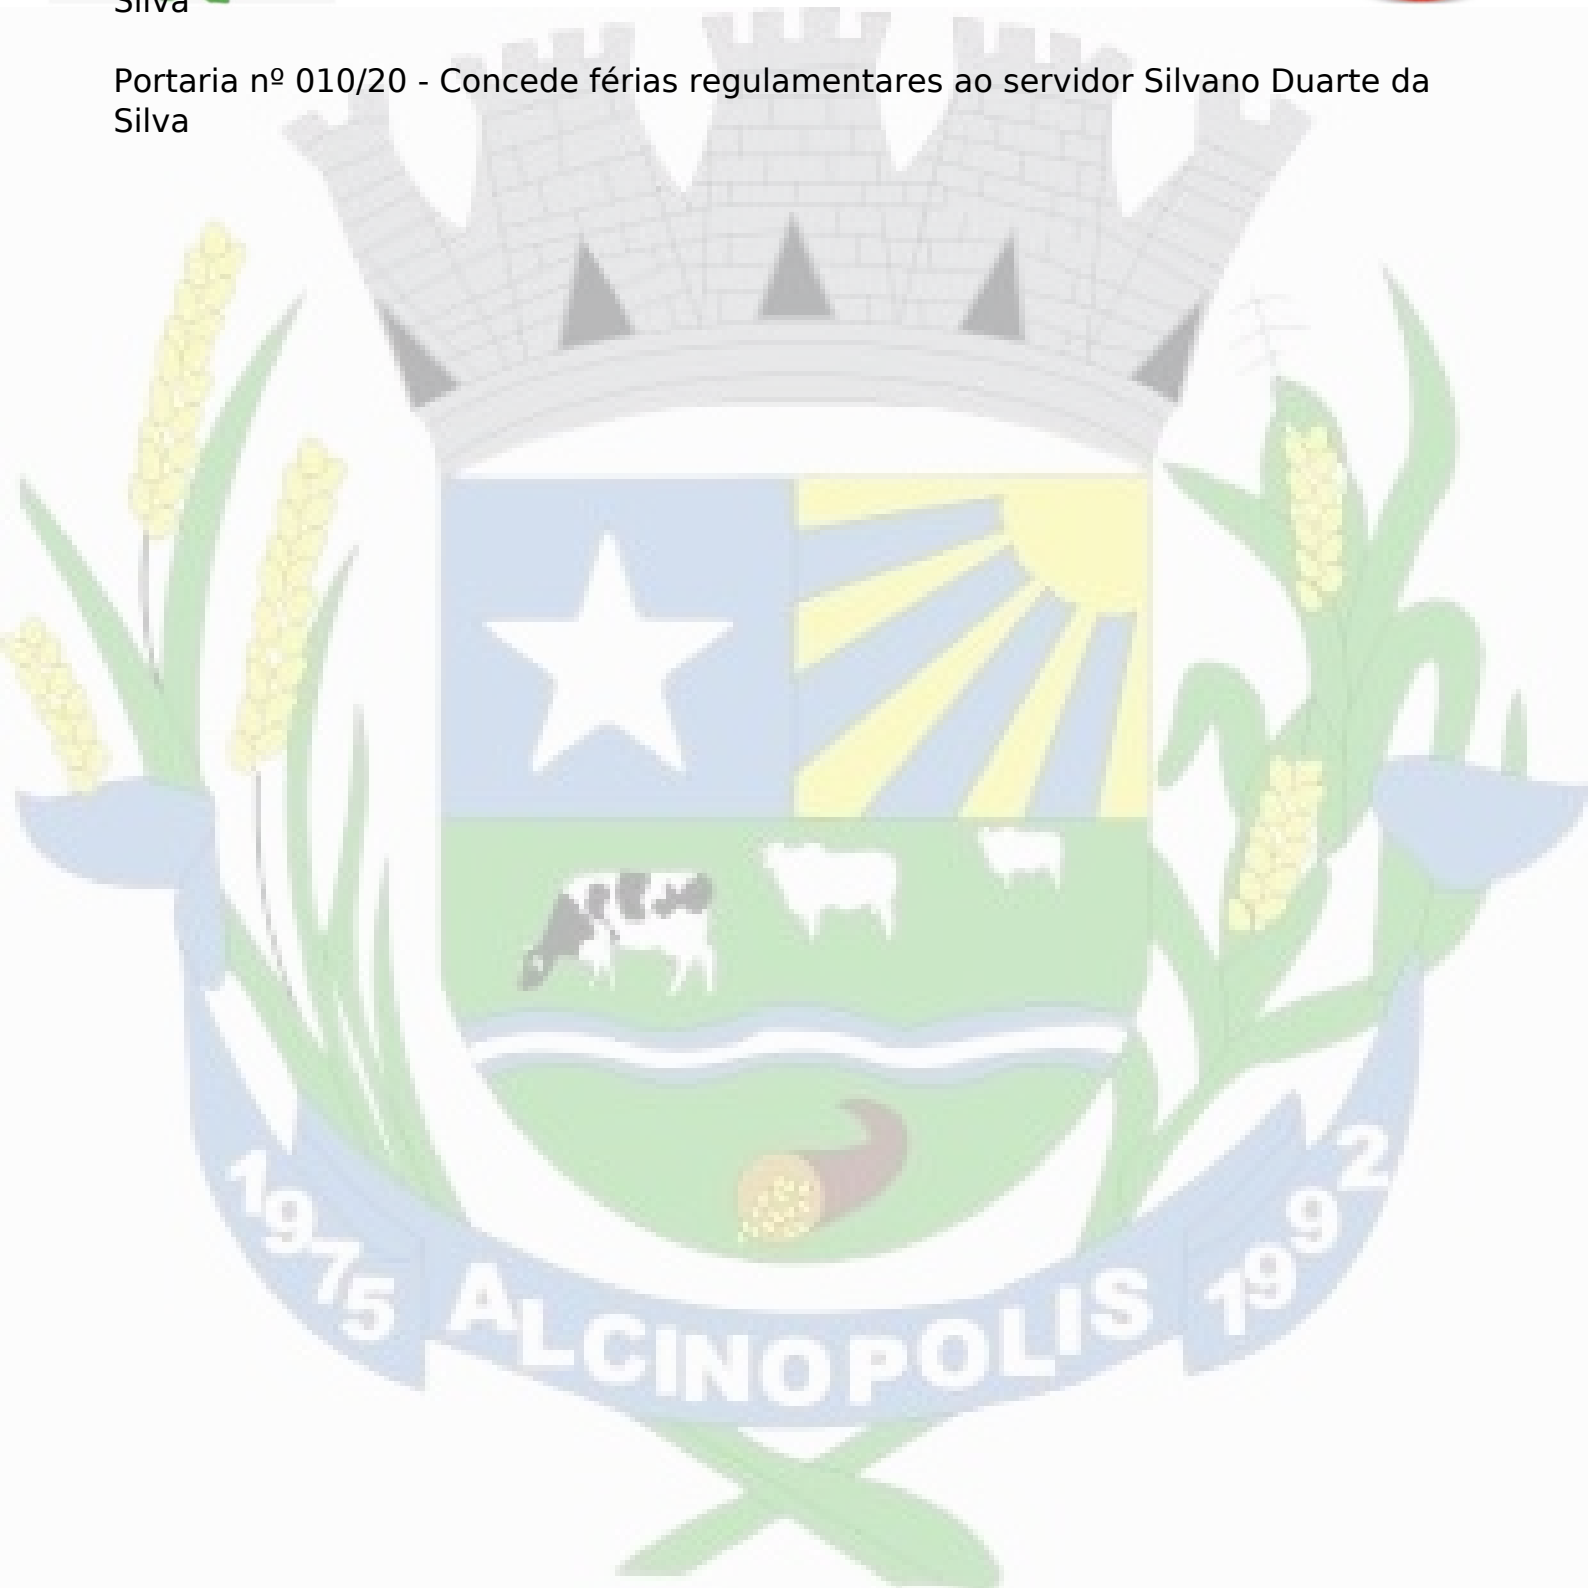 Silva
Portaria nº 010/20 - Concede férias regulamentares ao servidor Silvano Duarte da
Silva
1975 ALCINOPOLIS 1992